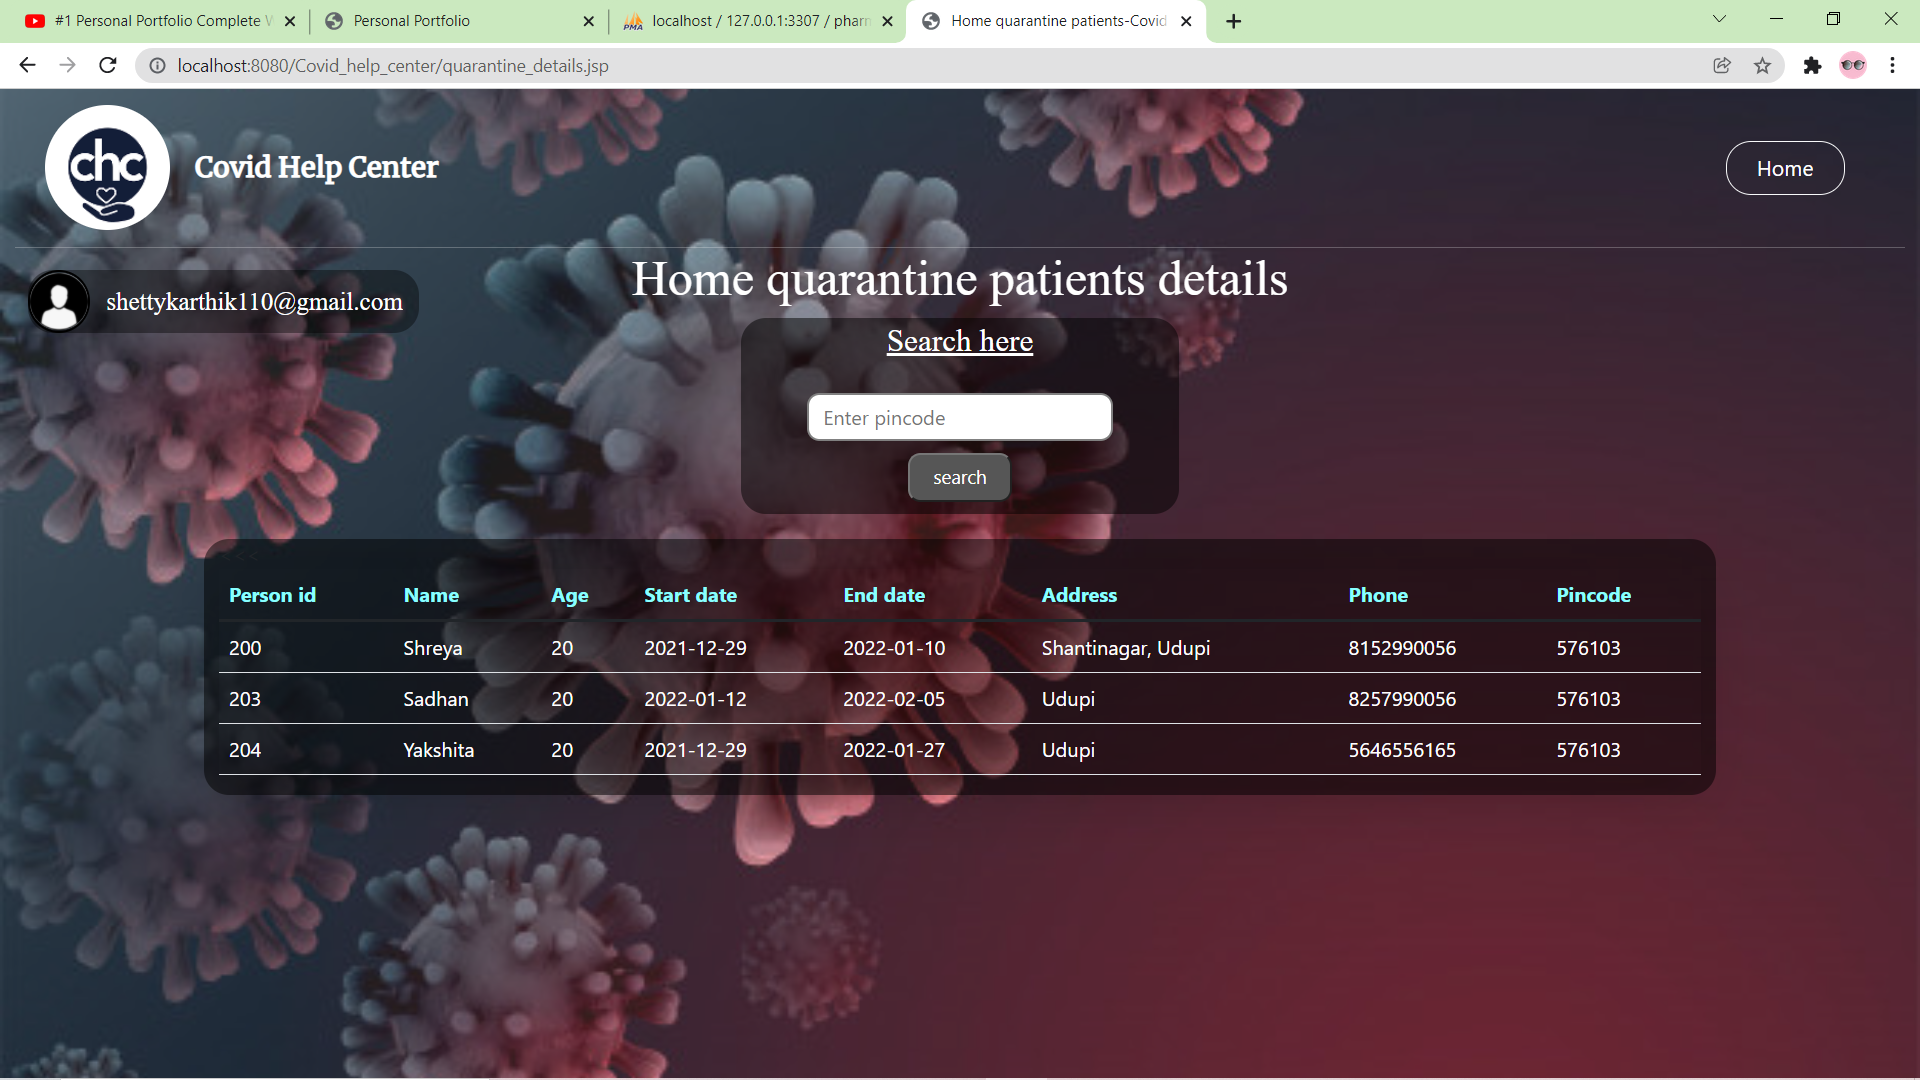 #1 Personal Portfolio Complete
Personal Portfolio
PMA localhost / 127.0.0.1:3307 /
Home quarantine patients-Covid
localhost:8080/Covid_help_center/quarantine_details.jsp
chc
Covid Help Center
Home
shettykarthik110@gmail.com
Home quarantine patients details
Search here
Enter pincode
search
Person id Name Age Start date End date Address Phone Pincode
200 Shreya 20 2021-12-29 2022-01-10 Shantinagar, Udupi 8152990056 576103
203 Sadhan 20 2022-01-12 2022-02-05 Udupi 8257990056 576103
204 Yakshita 20 2021-12-29 2022-01-27 Udupi 5646556165 576103